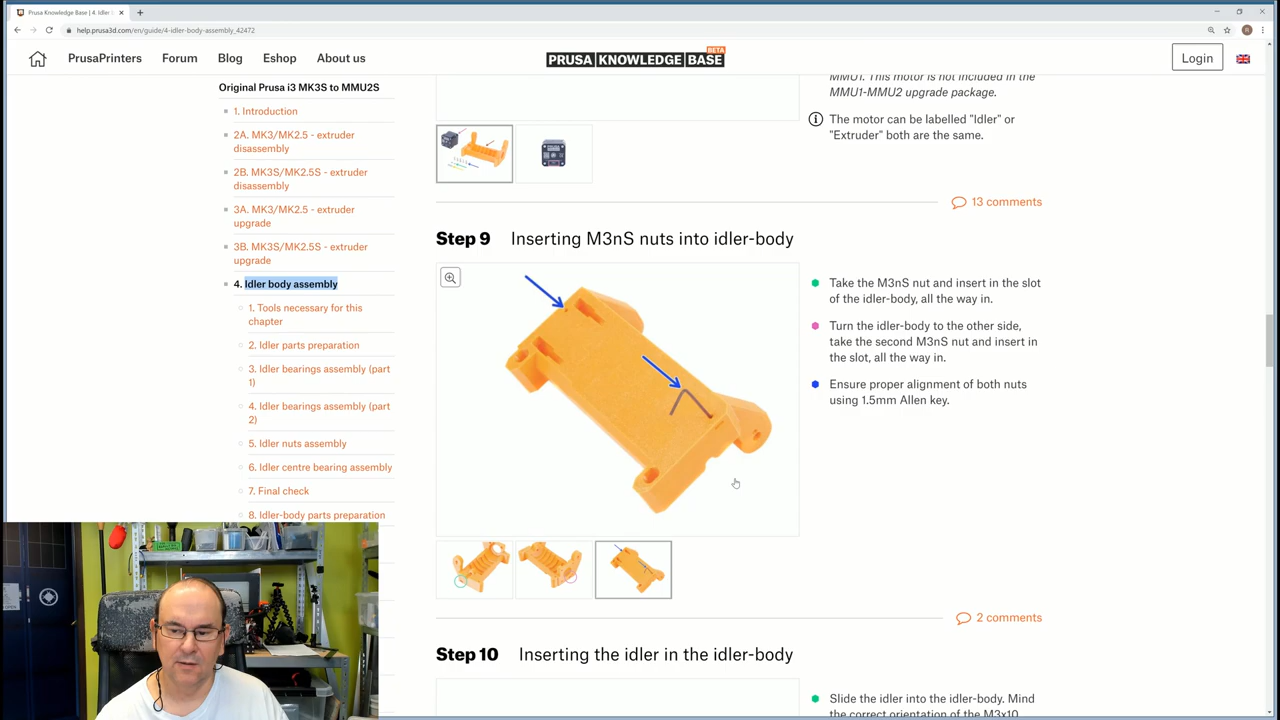 Prusa Knowledge Base | 4. Idler
help.prusa3d.com/en/guide/4-idler-body-assembly_42472
PrusaPrinters
Forum
Blog
Eshop
About us
PRUSA KNOWLEDGE BASE
BETA
Login
Original Prusa i3 MK3S to MMU2S
1. Introduction
2A. MK3/MK2.5 - extruder
disassembly
2B. MK3S/MK2.5S - extruder
disassembly
3A. MK3/MK2.5 - extruder
upgrade
3B. MK3S/MK2.5S - extruder
upgrade
4. Idler body assembly
1. Tools necessary for this
chapter
2. Idler parts preparation
3. Idler bearings assembly (part
1)
4. Idler bearings assembly (part
2)
5. Idler nuts assembly
6. Idler centre bearing assembly
7. Final check
8. Idler-body parts preparation
MMU1. This motor is not included in the
MMU1-MMU2 upgrade package.
The motor can be labelled "Idler" or
"Extruder" both are the same.
13 comments
Step 9 Inserting M3nS nuts into idler-body
Take the M3nS nut and insert in the slot
of the idler-body, all the way in.
Turn the idler-body to the other side,
take the second M3nS nut and insert in
the slot, all the way in.
Ensure proper alignment of both nuts
using 1.5mm Allen key.
2 comments
Step 10 Inserting the idler in the idler-body
Slide the idler into the idler-body. Mind
the correct orientation of the M3x10